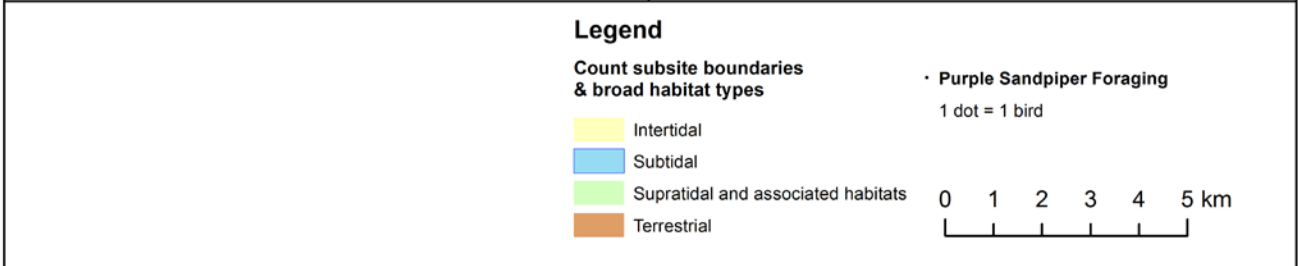 Legend
Count subsite boundaries
& broad habitat types
Intertidal
Subtidal
Supratidal and associated habitats
Terrestrial
· Purple Sandpiper Foraging
1 dot = 1 bird
0 1 2 3 4 5 km